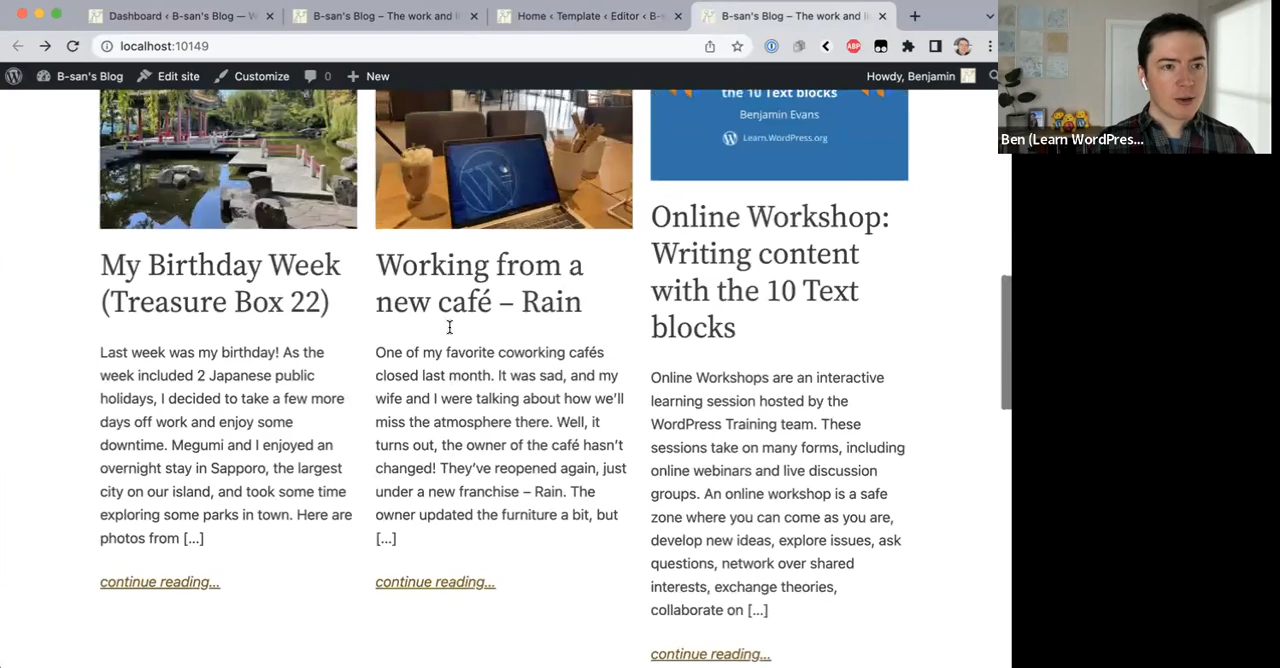 Dashboard ‹ B-san's Blog — W
B-san's Blog – The work and l
Home ‹ Template ‹ Editor ‹ B-s
B-san's Blog – The work and li
localhost:10149
ABP
B-san's Blog
Edit site
Customize
0
New
Howdy, Benjamin
Ben (Learn WordPres...
the 10 Text blocks
Benjamin Evans
Learn.WordPress.org
My Birthday Week
(Treasure Box 22)
Last week was my birthday! As the
week included 2 Japanese public
holidays, I decided to take a few more
days off work and enjoy some
downtime. Megumi and I enjoyed an
overnight stay in Sapporo, the largest
city on our island, and took some time
exploring some parks in town. Here are
photos from [...]
continue reading...
Working from a
new café – Rain
One of my favorite coworking cafés
closed last month. It was sad, and my
wife and I were talking about how we'll
miss the atmosphere there. Well, it
turns out, the owner of the café hasn't
changed! They've reopened again, just
under a new franchise – Rain. The
owner updated the furniture a bit, but
[...]
continue reading...
Online Workshop:
Writing content
with the 10 Text
blocks
Online Workshops are an interactive
learning session hosted by the
WordPress Training team. These
sessions take on many forms, including
online webinars and live discussion
groups. An online workshop is a safe
zone where you can come as you are,
develop new ideas, explore issues, ask
questions, network over shared
interests, exchange theories,
collaborate on [...]
continue reading...